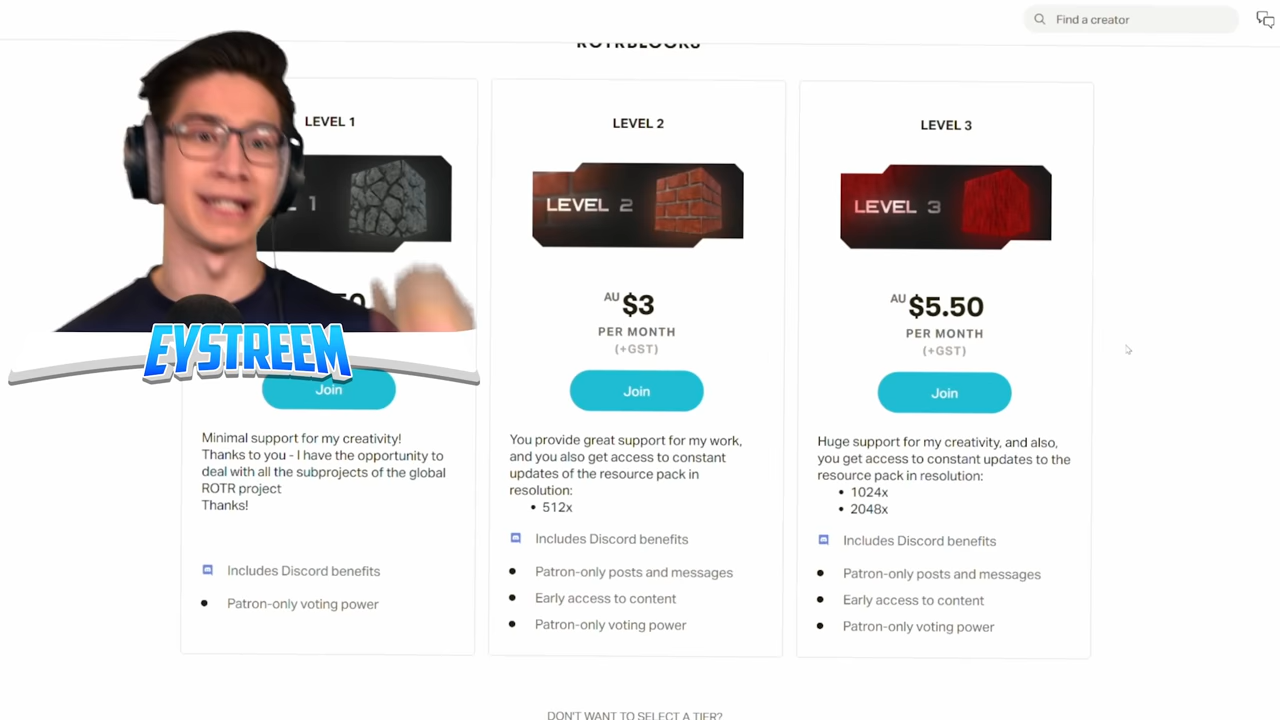 Find a creator
ROTRBLOCKS
LEVEL 1
LEVEL 2
LEVEL 3
1
LEVEL 2
LEVEL 3
AU $3
PER MONTH
(+GST)
AU $5.50
PER MONTH
(+GST)
EYSTREEM
Join
Join
Join
Minimal support for my creativity!
Thanks to you - I have the opportunity to
deal with all the subprojects of the global
ROTR project
Thanks!
Includes Discord benefits
• Patron-only voting power
You provide great support for my work,
and you also get access to constant
updates of the resource pack in
resolution:
• 512x
Includes Discord benefits
• Patron-only posts and messages
• Early access to content
• Patron-only voting power
Huge support for my creativity, and also,
you get access to constant updates to the
resource pack in resolution:
• 1024x
• 2048x
Includes Discord benefits
• Patron-only posts and messages
• Early access to content
• Patron-only voting power
DON'T WANT TO SELECT A TIER?